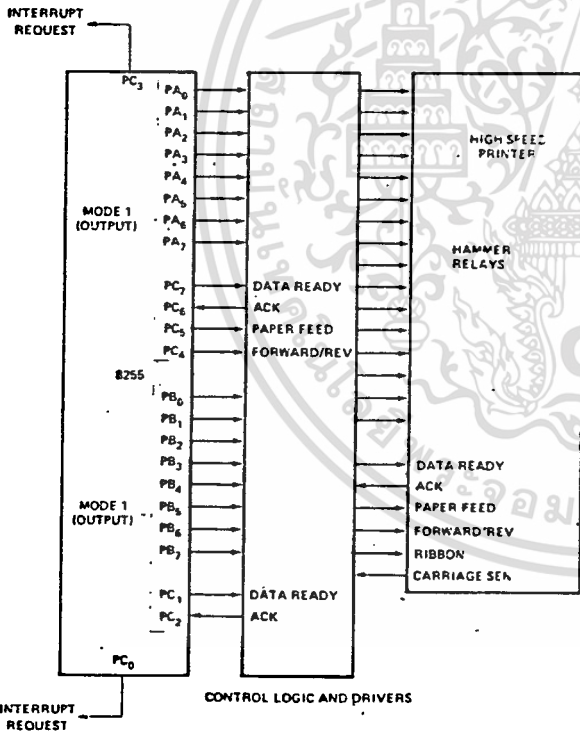 INTERRUPT
REQUEST
PC3
PA0
PA1
PA2
PA3
PA4
PA5
PA6
PA7
MODE 1
(OUTPUT)
PC7
PC6
PC5
PC4
8255
PB0
PB1
PB2
PB3
PB4
PB5
PB6
PB7
MODE 1
(OUTPUT)
PC1
PC2
PC0
INTERRUPT
REQUEST
DATA READY
ACK
PAPER FEED
FORWARD/REV
DATA READY
ACK
CONTROL LOGIC AND DRIVERS
HIGH SPEED
PRINTER
HAMMER
RELAYS
DATA READY
ACK
PAPER FEED
FORWARD/REV
RIBBON
CARRIAGE SEN